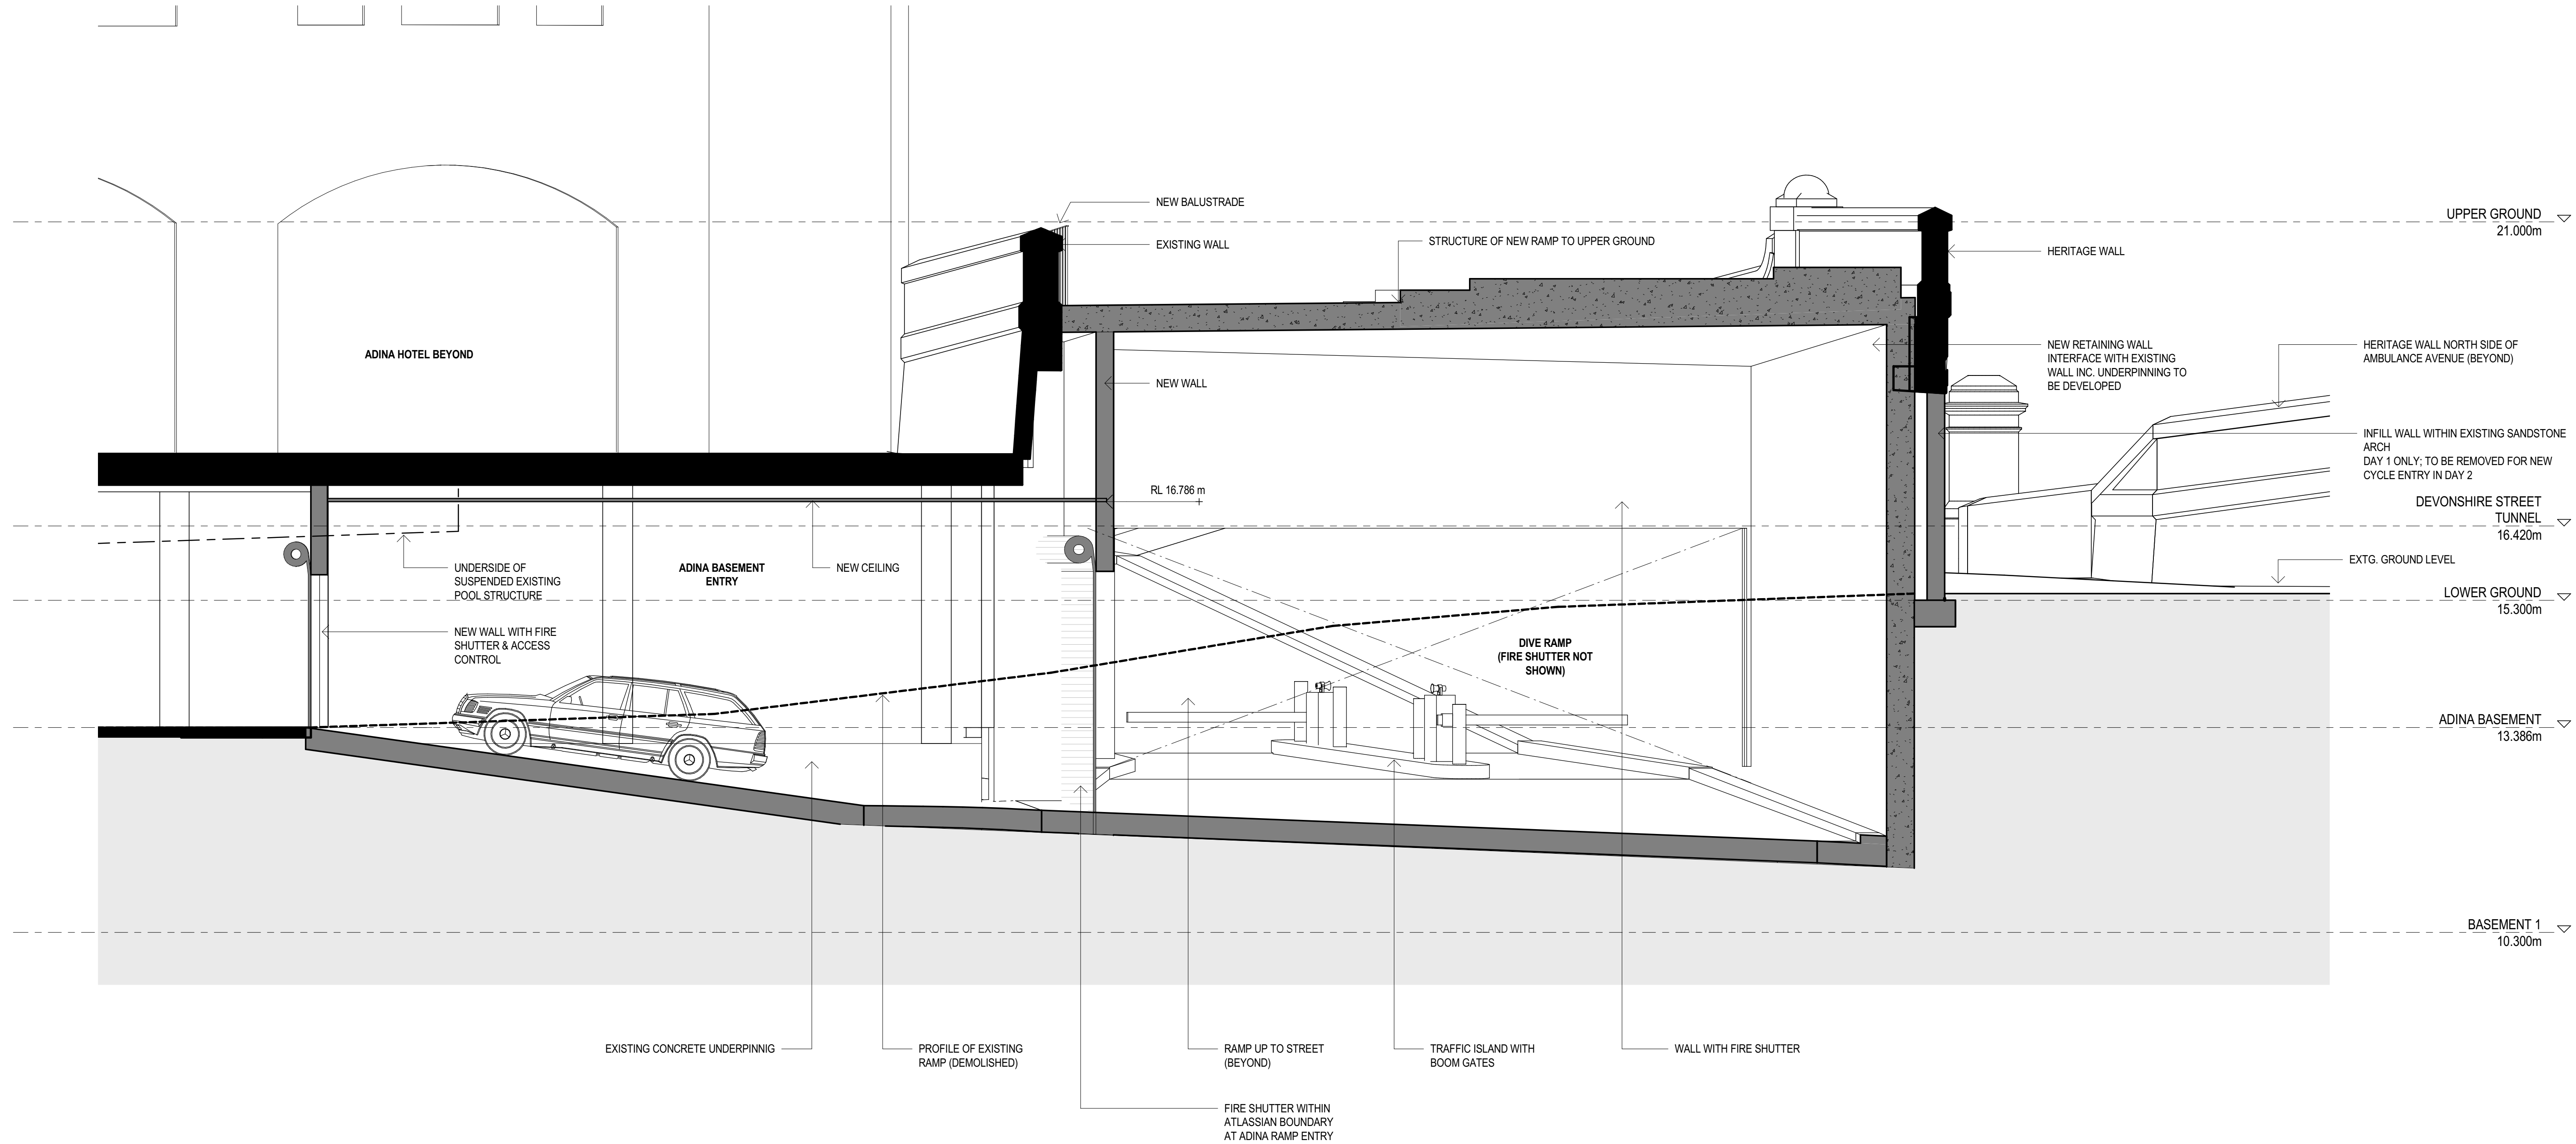 NEW BALUSTRADE
EXISTING WALL
STRUCTURE OF NEW RAMP TO UPPER GROUND
UPPER GROUND
21.000m
HERITAGE WALL
ADINA HOTEL BEYOND
NEW WALL
NEW RETAINING WALL
INTERFACE WITH EXISTING
WALL INC. UNDERPINNING TO
BE DEVELOPED
HERITAGE WALL NORTH SIDE OF
AMBULANCE AVENUE (BEYOND)
INFILL WALL WITHIN EXISTING SANDSTONE
ARCH
DAY 1 ONLY; TO BE REMOVED FOR NEW
CYCLE ENTRY IN DAY 2
RL 16.786 m
DEVONSHIRE STREET
TUNNEL
16.420m
UNDERSIDE OF
SUSPENDED EXISTING
POOL STRUCTURE
ADINA BASEMENT
ENTRY
NEW CEILING
EXTG. GROUND LEVEL
LOWER GROUND
15.300m
NEW WALL WITH FIRE
SHUTTER & ACCESS
CONTROL
DIVE RAMP
(FIRE SHUTTER NOT
SHOWN)
ADINA BASEMENT
13.386m
BASEMENT 1
10.300m
EXISTING CONCRETE UNDERPINNIG
PROFILE OF EXISTING
RAMP (DEMOLISHED)
RAMP UP TO STREET
(BEYOND)
TRAFFIC ISLAND WITH
BOOM GATES
WALL WITH FIRE SHUTTER
FIRE SHUTTER WITHIN
ATLASSIAN BOUNDARY
AT ADINA RAMP ENTRY